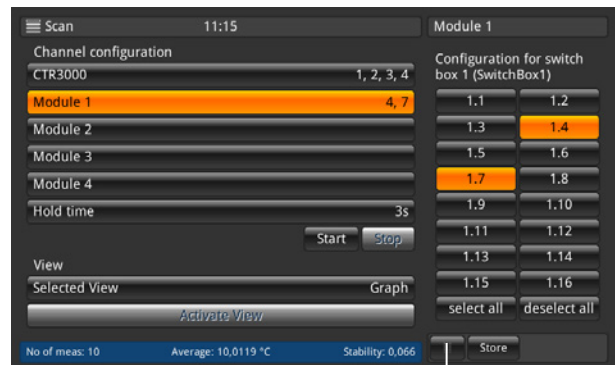 Scan 11:15
Channel configuration
CTR3000 1, 2, 3, 4
Module 1 4, 7
Module 2
Module 3
Module 4
Hold time 3s
Start Stop
View
Selected View Graph
Activate View
No of meas: 10 Average: 10,0119 °C Stability: 0,066
Module 1
Configuration for switch
box 1 (SwitchBox1)
1.1 1.2
1.3 1.4
1.5 1.6
1.7 1.8
1.9 1.10
1.11 1.12
1.13 1.14
1.15 1.16
select all deselect all
Store